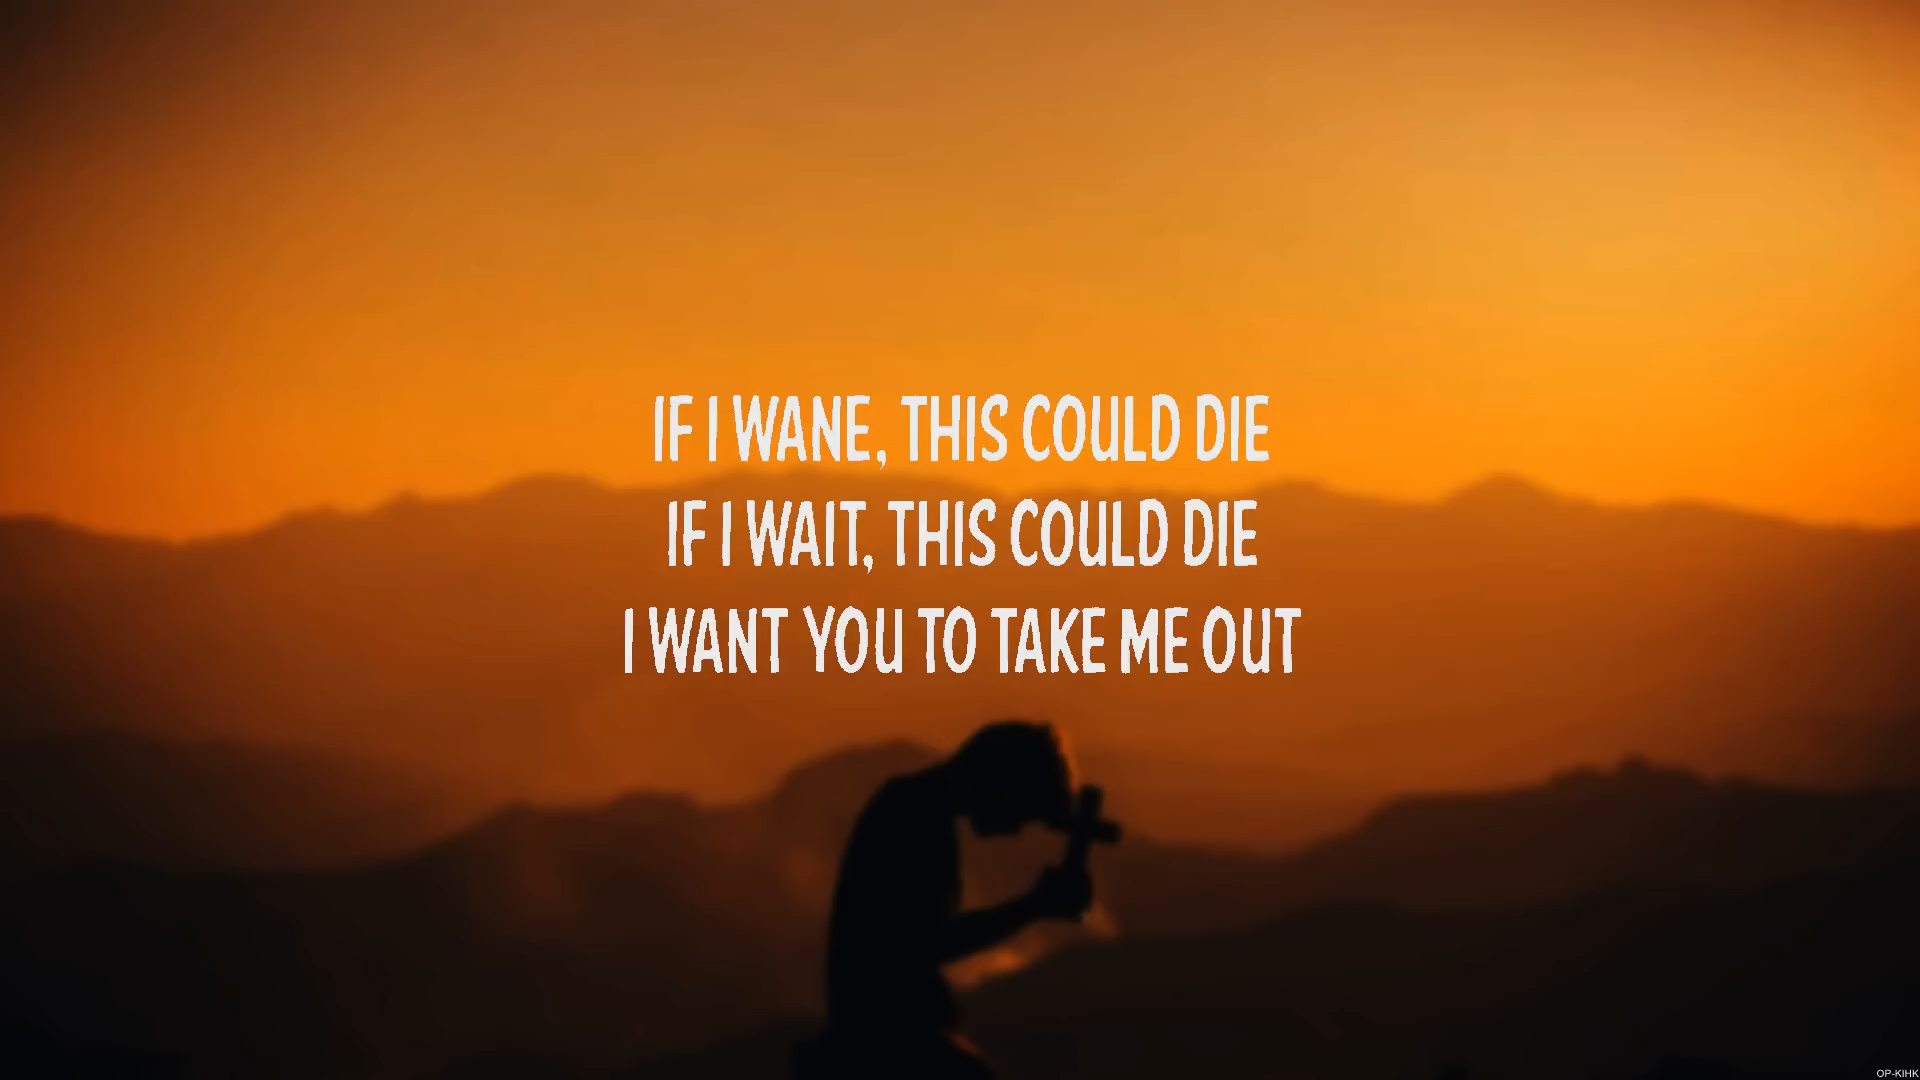 IF I WANE, THIS COULD DIE
IF I WAIT, THIS COULD DIE
I WANT YOU TO TAKE ME OUT
OP-KIHK